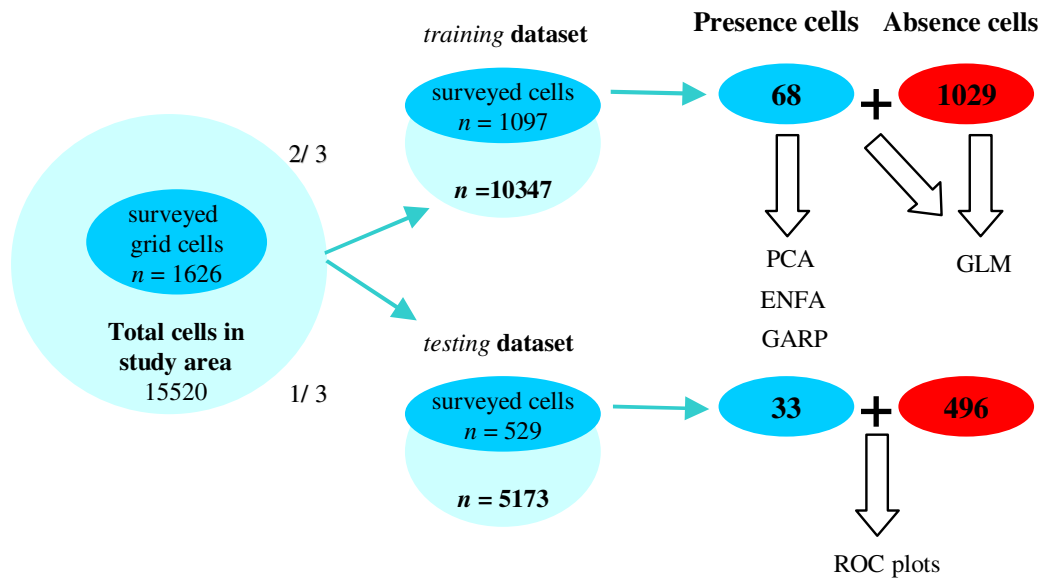 surveyed
grid cells
n = 1626
Total cells in
study area
15520
2/ 3
1/ 3
training dataset
surveyed cells
n = 1097
n =10347
Presence cells
Absence cells
68
+
1029
PCA
ENFA
GARP
GLM
testing dataset
surveyed cells
n = 529
n = 5173
33
+
496
ROC plots